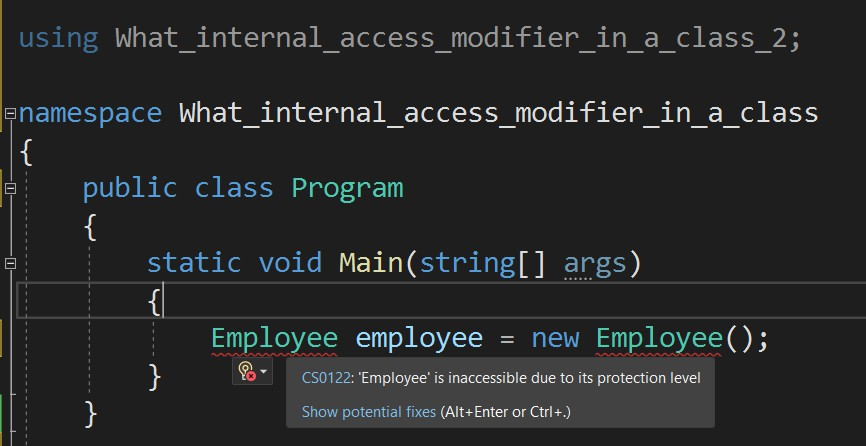 using What_internal_access_modifier_in_a_class_2;
namespace What_internal_access_modifier_in_a_class
{
public class Program
{
static void Main(string[] args)
{
Employee employee = new Employee();
}
CS0122: 'Employee' is inaccessible due to its protection level
Show potential fixes (Alt+Enter or Ctrl+.)
}